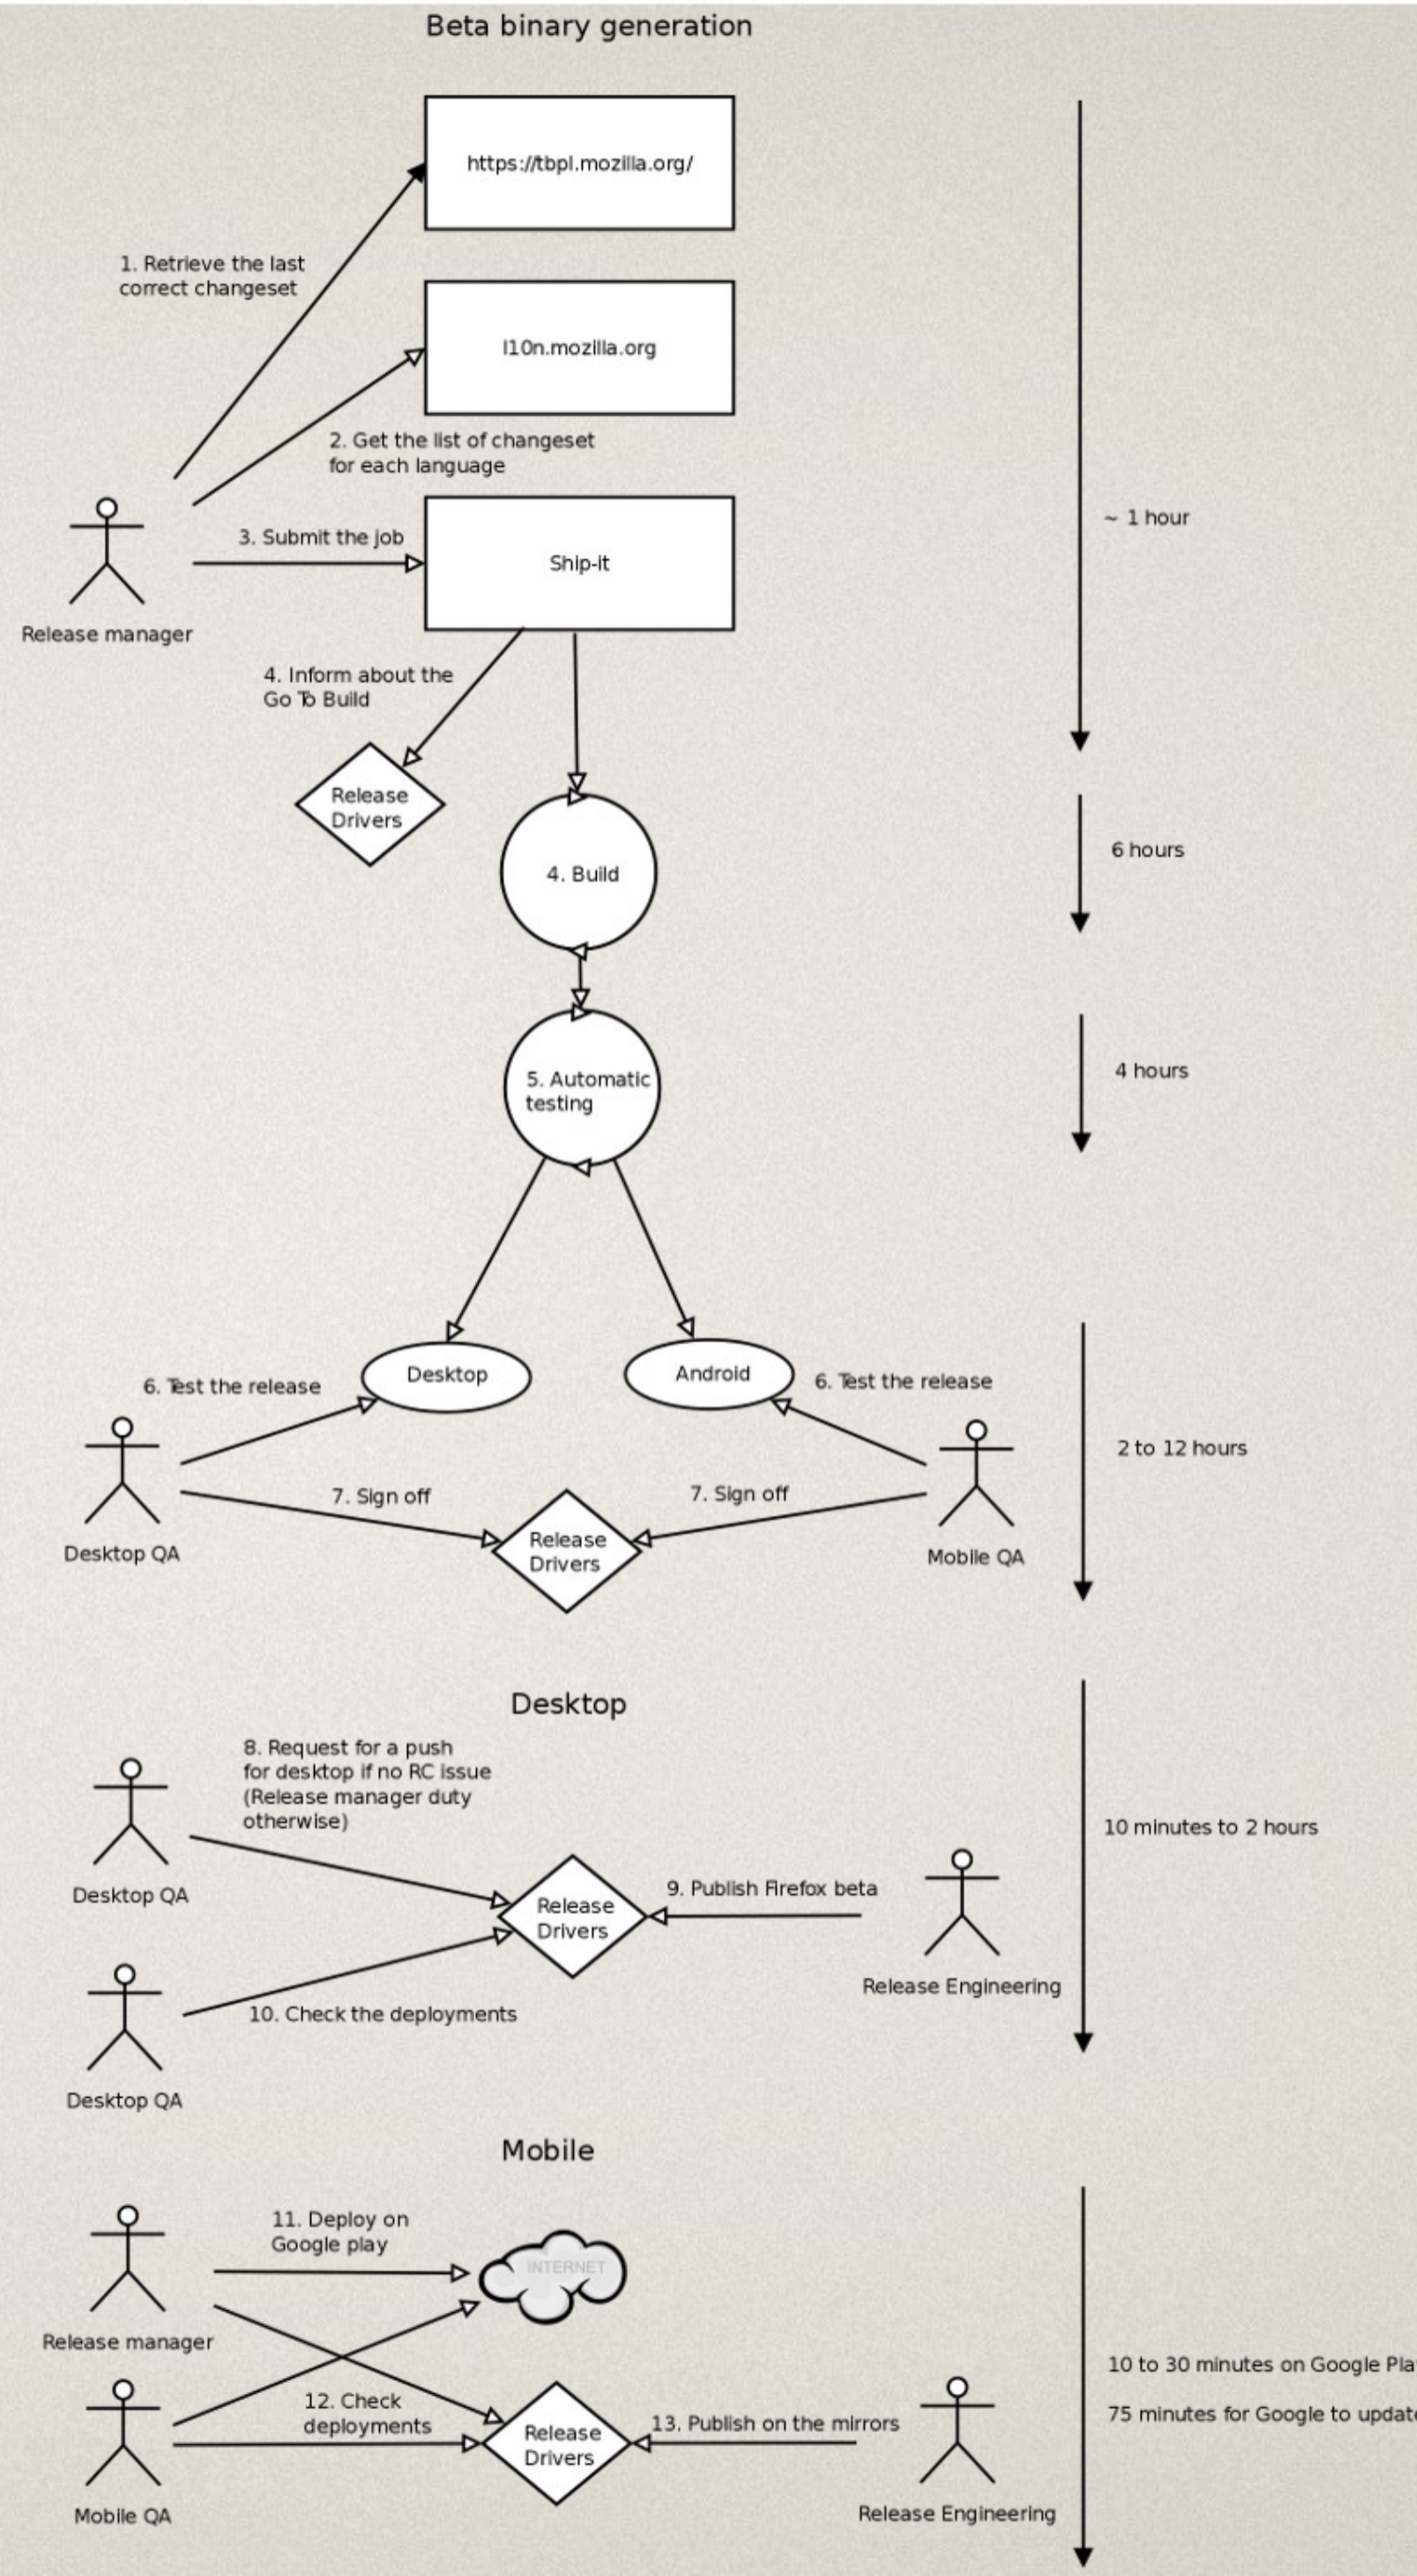 Beta binary generation
https://tbpl.mozilla.org/
1. Retrieve the last
correct changeset
l10n.mozilla.org
2. Get the list of changeset
for each language
3. Submit the job
Ship-it
~ 1 hour
Release manager
4. Inform about the
Go To Build
Release
Drivers
4. Build
6 hours
5. Automatic
testing
4 hours
Desktop
Android
6. Test the release
6. Test the release
2 to 12 hours
7. Sign off
7. Sign off
Release
Drivers
Desktop QA
Mobile QA
Desktop
8. Request for a push
for desktop if no RC issue
(Release manager duty
otherwise)
10 minutes to 2 hours
Desktop QA
9. Publish Firefox beta
Release
Drivers
Release Engineering
10. Check the deployments
Desktop QA
Mobile
11. Deploy on
Google play
INTERNET
Release manager
10 to 30 minutes on Google Pla
12. Check
deployments
75 minutes for Google to update
13. Publish on the mirrors
Release
Drivers
Mobile QA
Release Engineering